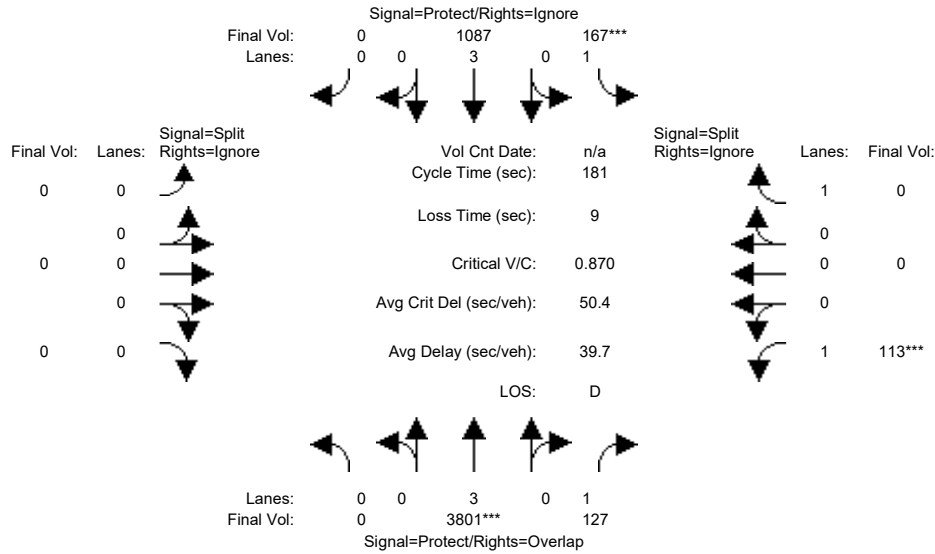 Signal=Protect/Rights=Ignore
Final Vol: 0 1087 167***
Lanes: 0 0 3 0 1
Signal=Split Signal=Split
Final Vol: Lanes: Rights=Ignore Vol Cnt Date: n/a Rights=Ignore Lanes: Final Vol:
Cycle Time (sec): 181
0 0 1 0
Loss Time (sec): 9
0 0
0 0 Critical V/C: 0.870 0 0
0 Avg Crit Del (sec/veh): 50.4 0
0 0 Avg Delay (sec/veh): 39.7 1 113***
LOS: D
Lanes: 0 0 3 0 1
Final Vol: 0 3801*** 127
Signal=Protect/Rights=Overlap